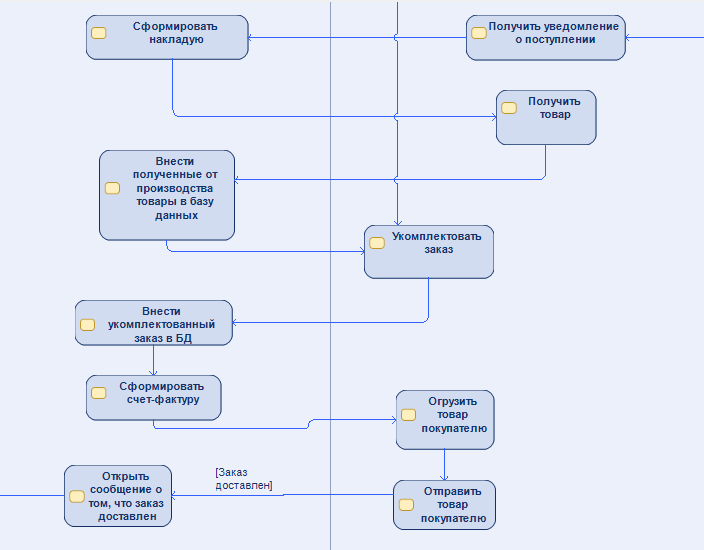 Сформировать
накладую
Получить уведомление
о поступлении
Получить
товар
Внести
полученные от
производства
товары в базу
данных
Укомплектовать
заказ
Внести
укомплектованный
заказ в БД
Сформировать
счет-фактуру
Огрузить
товар
покупателю
[Заказ
доставлен]
Открыть
сообщение о
том, что заказ
доставлен
Отправить
товар
покупателю